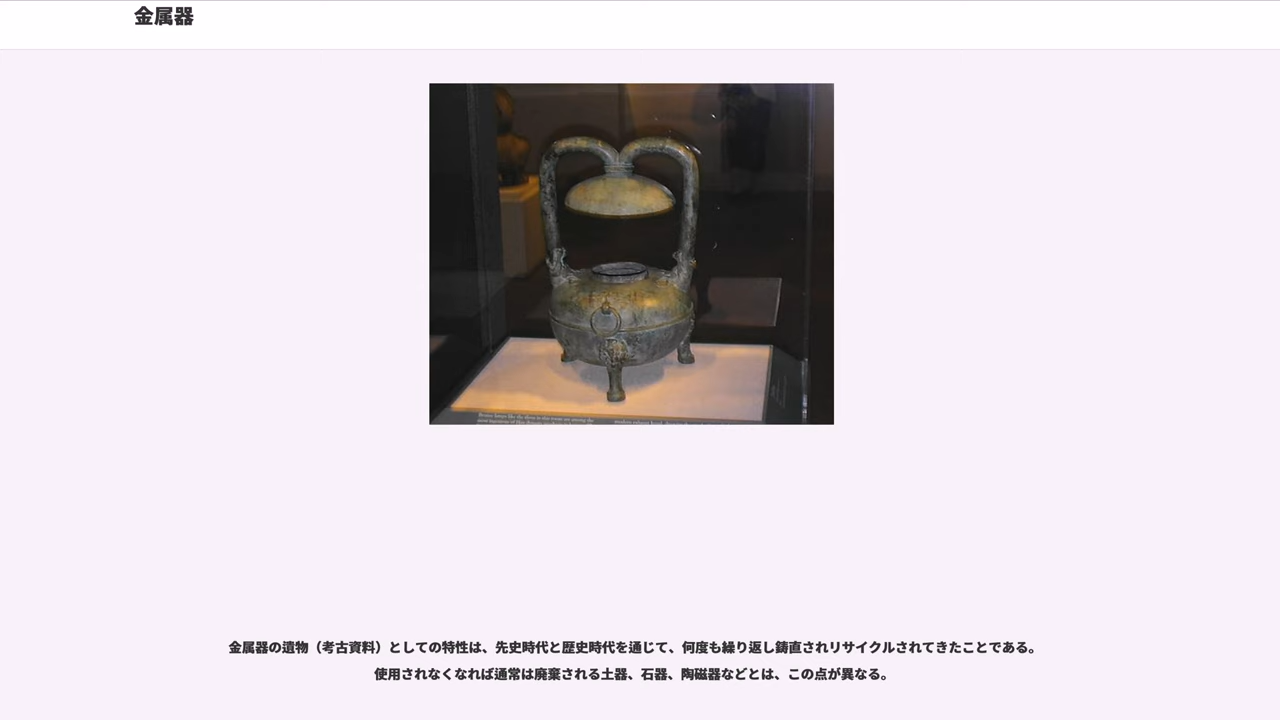 金属器
金属器の遺物（考古資料）としての特性は、先史時代と歴史時代を通じて、何度も繰り返し鋳直されリサイクルされてきたことである。
使用されなくなれば通常は廃棄される土器、石器、陶磁器などとは、この点が異なる。